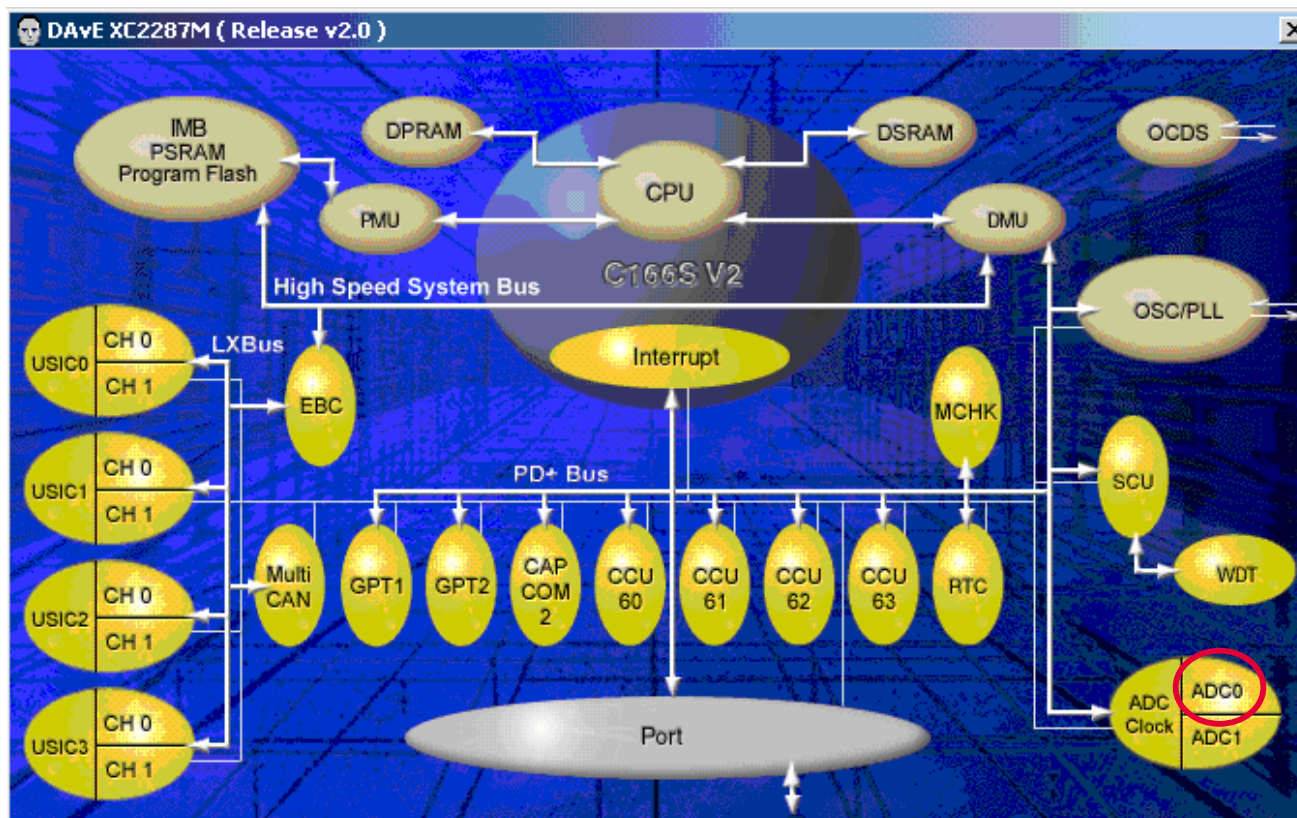 DAvE XC2287M ( Release v2.0 )
IMB
PSRAM
Program Flash
DPRAM
DSRAM
OCDS
CPU
PMU
DMU
C166S V2
High Speed System Bus
OSC/PLL
USIC0
CH 0
CH 1
LXBus
EBC
Interrupt
MCHK
USIC1
CH 0
CH 1
PD+ Bus
SCU
Multi
CAN
GPT1
GPT2
CAP
COM
2
CCU
60
CCU
61
CCU
62
CCU
63
RTC
WDT
USIC2
CH 0
CH 1
USIC3
CH 0
CH 1
Port
ADC
Clock
ADC0
ADC1